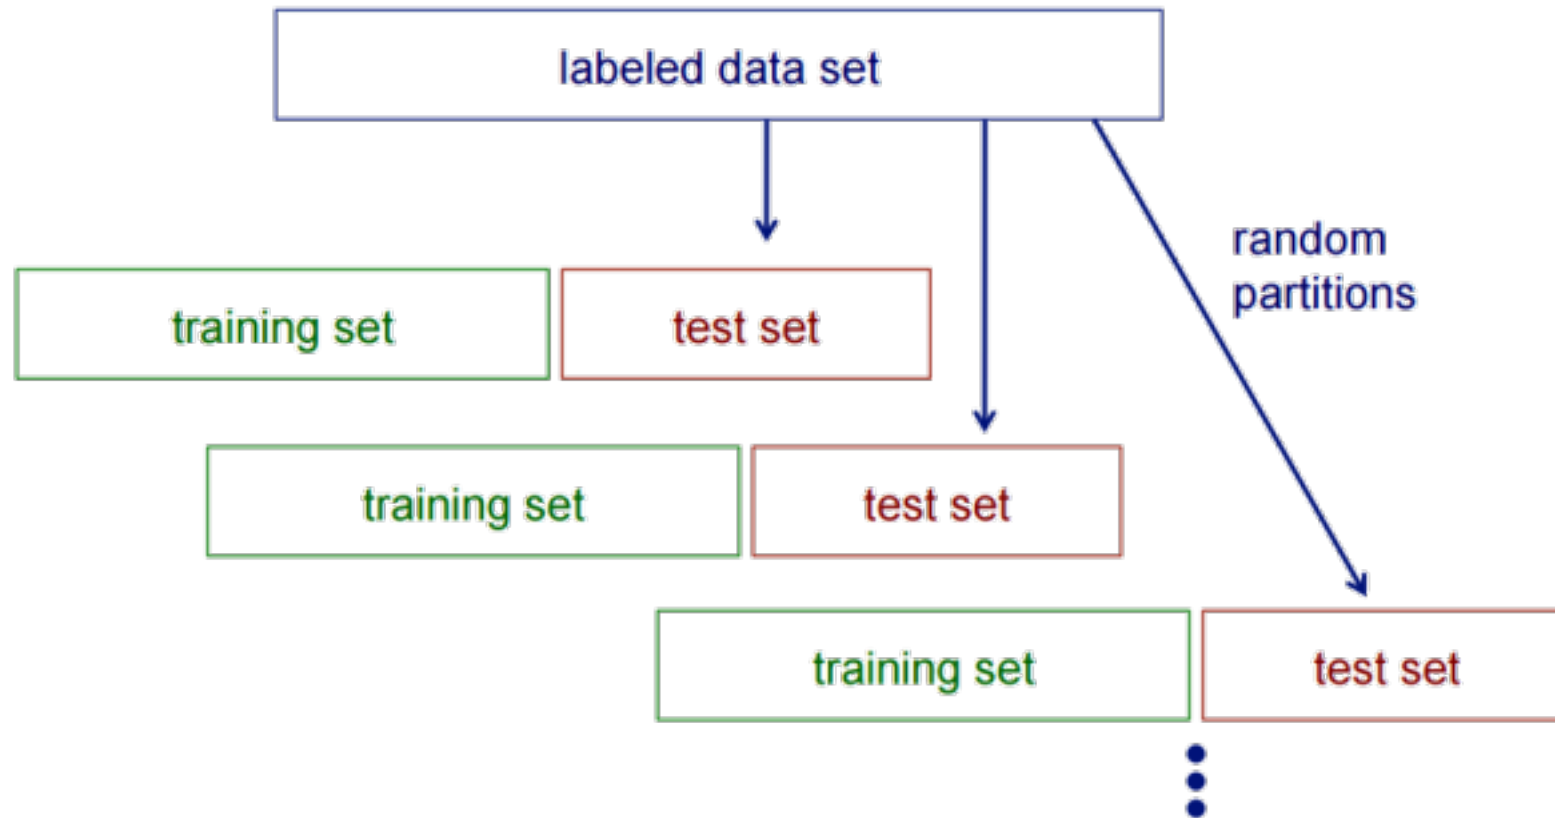 labeled data set
random
partitions
training set
test set
training set
test set
training set
test set